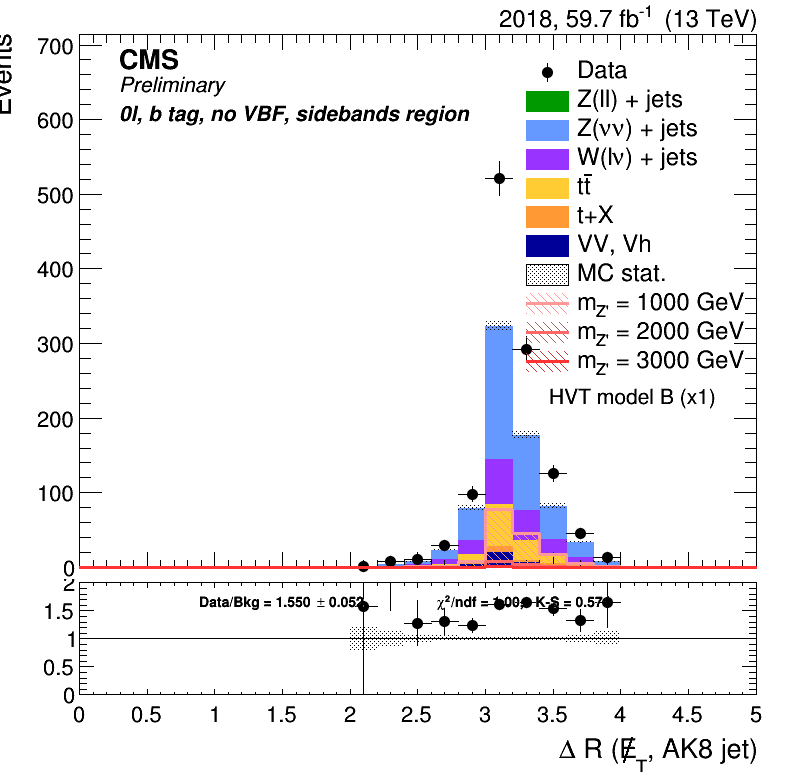 2018, 59.7 fb⁻¹ (13 TeV)
Events
CMS
Preliminary
0l, b tag, no VBF, sidebands region
Data
Z(ll) + jets
Z(νν) + jets
W(lν) + jets
tt̄
t+X
VV, Vh
MC stat.
m_Z' = 1000 GeV
m_Z' = 2000 GeV
m_Z' = 3000 GeV
HVT model B (x1)
700
600
500
400
300
200
100
0
Data/Bkg = 1.550 ± 0.052 χ²/ndf = K-S = 0.57
2
1.5
1
0.5
0
0 0.5 1 1.5 2 2.5 3 3.5 4 4.5 5
Δ R (E̸_T, AK8 jet)